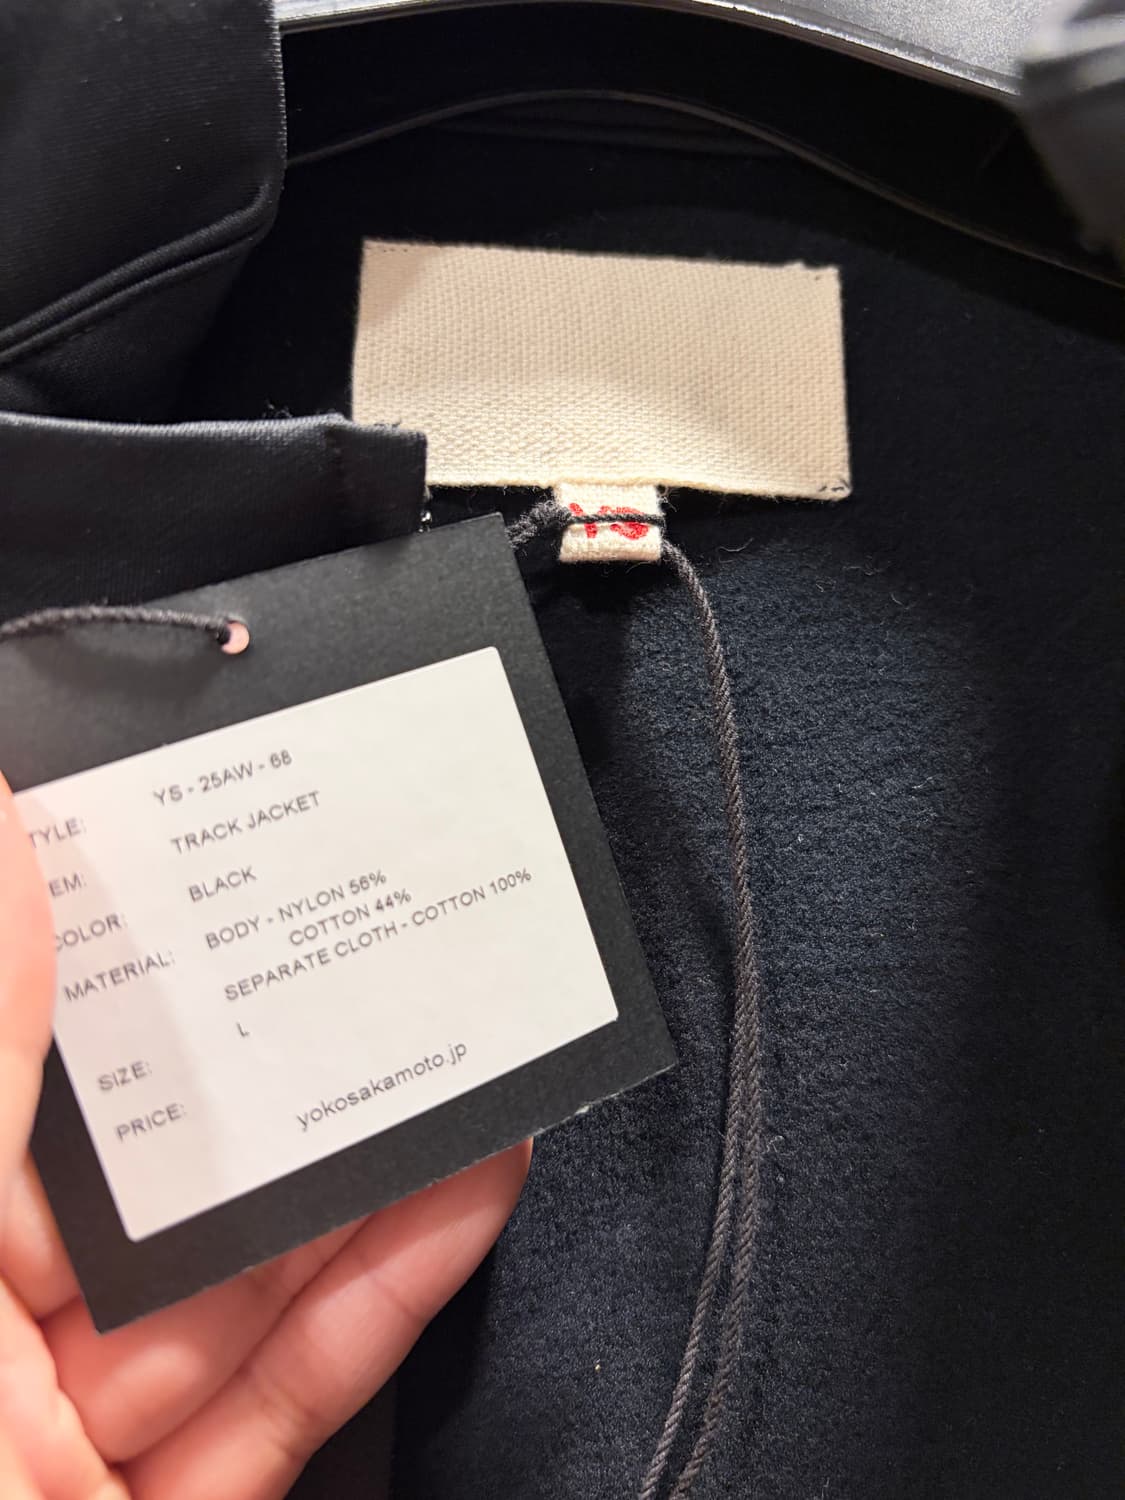 YS
YS - 25AW - 68
TYLE:
TRACK JACKET
EM:
BLACK
COLOR:
BODY - NYLON 56%
COTTON 44%
MATERIAL:
SEPARATE CLOTH - COTTON 100%
L
SIZE:
PRICE:
yokosakamoto.jp